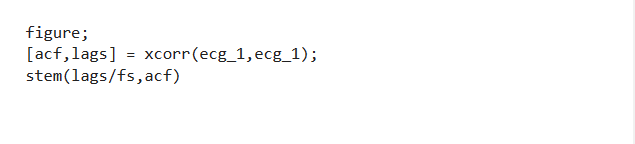 figure;
[acf,lags] = xcorr(ecg_1,ecg_1);
stem(lags/fs,acf)